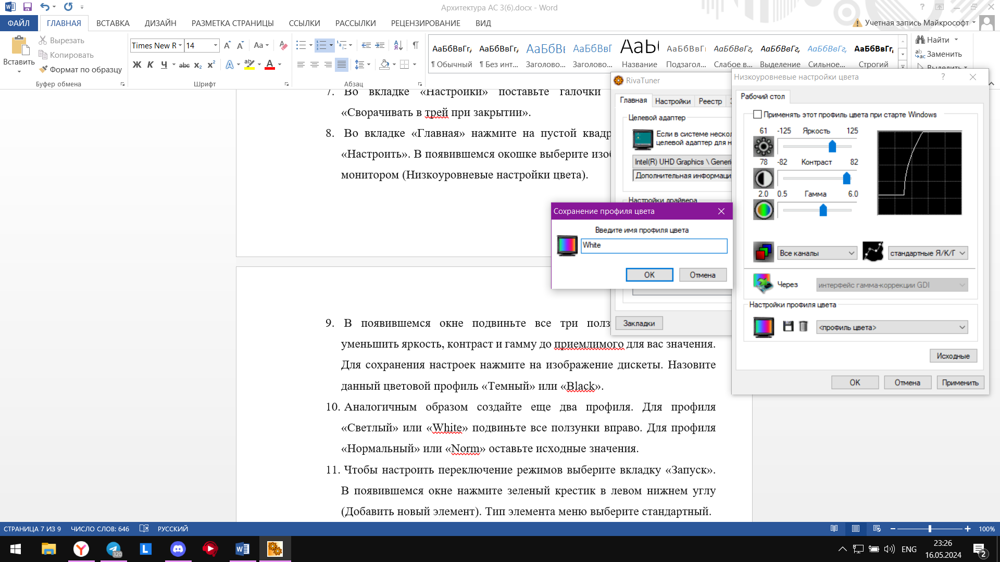 Архитектура АС 3(6).docx - Word
ФАЙЛ ГЛАВНАЯ ВСТАВКА ДИЗАЙН РАЗМЕТКА СТРАНИЦЫ ССЫЛКИ РАССЫЛКИ РЕЦЕНЗИРОВАНИЕ ВИД
Учетная запись Майкрософт
Вставить
Вырезать
Копировать
Формат по образцу
Буфер обмена
Times New R 14
Ж К Ч abc x₂ x²
Шрифт
Абзац
АаБбВвГг, АаБбВвГг, АаБбВв АаБбВвГ АаЬ АаБбВвГг АаБбВвГг, АаБбВвГг, АаБбВвГг, АаБбВвГг,
¶ Обычный ¶ Без инт... Заголово... Заголово... Название Подзагол... Слабое в... Выделение Сильное... Строгий
Найти
Заменить
Выделить
7. Во вкладке «Настройки» поставьте галочки
«Сворачивать в трей при закрытии».
8. Во вкладке «Главная» нажмите на пустой квадр
«Настроить». В появившемся окошке выберите изоб
монитором (Низкоуровневые настройки цвета).
9. В появившемся окне подвиньте все три полз
уменьшить яркость, контраст и гамму до приемлимого для вас значения.
Для сохранения настроек нажмите на изображение дискеты. Назовите
данный цветовой профиль «Темный» или «Black».
10. Аналогичным образом создайте еще два профиля. Для профиля
«Светлый» или «White» подвиньте все ползунки вправо. Для профиля
«Нормальный» или «Norm» оставьте исходные значения.
11. Чтобы настроить переключение режимов выберите вкладку «Запуск».
В появившемся окне нажмите зеленый крестик в левом нижнем углу
(Добавить новый элемент). Тип элемента меню выберите стандартный.
RivaTuner
Главная Настройки Реестр
Целевой адаптер
Если в системе нескол
целевой адаптер для н
Intel(R) UHD Graphics \ Generi
Дополнительная информаци
Настройки драйвера
Закладки
Сохранение профиля цвета
Введите имя профиля цвета
White
OK Отмена
Низкоуровневые настройки цвета
Рабочий стол
Применять этот профиль цвета при старте Windows
61 -125 Яркость 125
78 -82 Контраст 82
2.0 0.5 Гамма 6.0
Все каналы стандартные Я/К/Г
Через интерфейс гамма-коррекции GDI
Настройки профиля цвета
<профиль цвета>
Исходные
OK Отмена Применить
СТРАНИЦА 7 ИЗ 9 ЧИСЛО СЛОВ: 646 РУССКИЙ
100%
320
ENG
23:26
16.05.2024
2